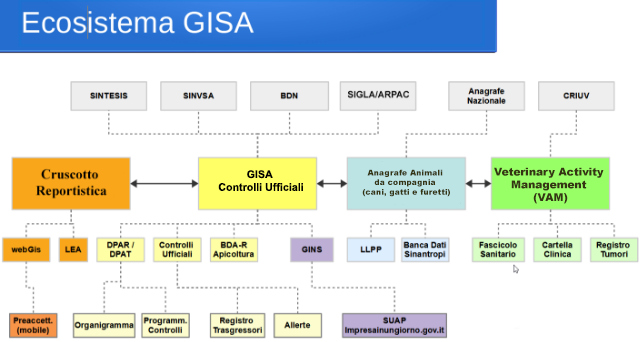 Ecosistema GISA
SINTESIS
SINVSA
BDN
SIGLA/ARPAC
Anagrafe
Nazionale
CRIUV
Cruscotto
Reportistica
GISA
Controlli Ufficiali
Anagrafe Animali
da compagnia
(cani, gatti e furetti)
Veterinary Activity
Management
(VAM)
webGis
LEA
DPAR /
DPAT
Controlli
Ufficiali
BDA-R
Apicoltura
GINS
LLPP
Banca Dati
Sinantropi
Fascicolo
Sanitario
Cartella
Clinica
Registro
Tumori
Preaccett.
(mobile)
Organigramma
Programm.
Controlli
Registro
Trasgressori
Allerte
SUAP
Impresainungiorno.gov.it